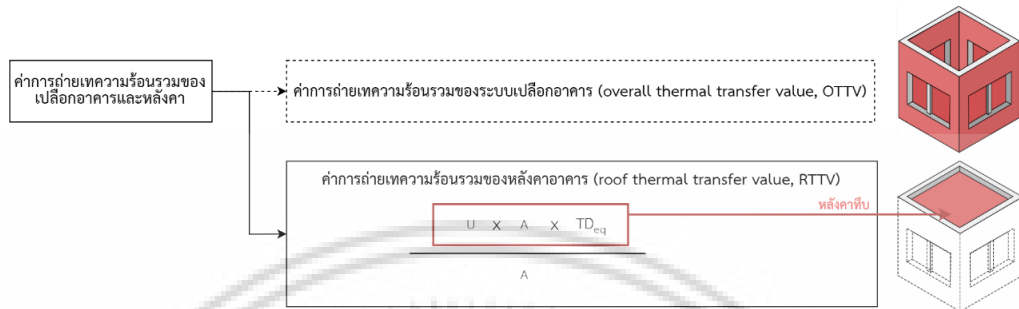 ค่าการถ่ายเทความร้อนรวมของ
เปลือกอาคารและหลังคา
ค่าการถ่ายเทความร้อนรวมของระบบเปลือกอาคาร (overall thermal transfer value, OTTV)
ค่าการถ่ายเทความร้อนรวมของหลังคาอาคาร (roof thermal transfer value, RTTV)
หลังคาทึบ
U x A x TDeq
A